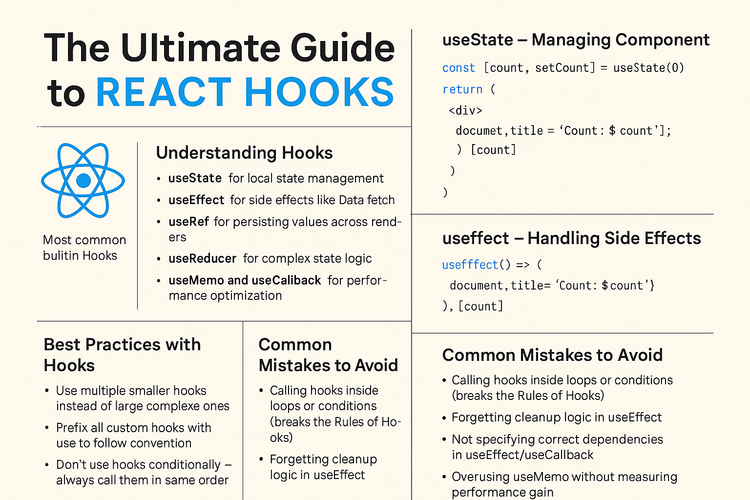 The Ultimate Guide
to REACT HOOKS
Most common
bulitin Hooks
Understanding Hooks
• useState for local state management
• useEffect for side effects like Data fetch
• useRef for persisting values across rend-
ers
• useReducer for complex state logic
• useMemo and useCaliback for perfor-
mance optimization
Best Practices with
Hooks
• Use multiple smaller hooks
instead of large complexe ones
• Prefix all custom hooks with
use to follow convention
• Don't use hooks conditionally –
always call them in same order
Common
Mistakes to Avoid
• Calling hooks inside
loops or conditions
(breaks the Rules of Ho-
oks)
• Forgetting cleanup
logic in useEffect
useState – Managing Component
const [count, setCount] = useState(0)
return (
<div>
documet,title = ‘Count: $ count’];
) [count]
)
)
useffect – Handling Side Effects
usefffect() => (
document,title= ‘Count: $count’}
), [count]
Common Mistakes to Avoid
• Calling hooks inside loops or conditions
(breaks the Rules of Hooks)
• Forgetting cleanup logic in useEffect
• Not specifying correct dependencies
in useEffect/useCallback
• Overusing useMemo without measuring
performance gain